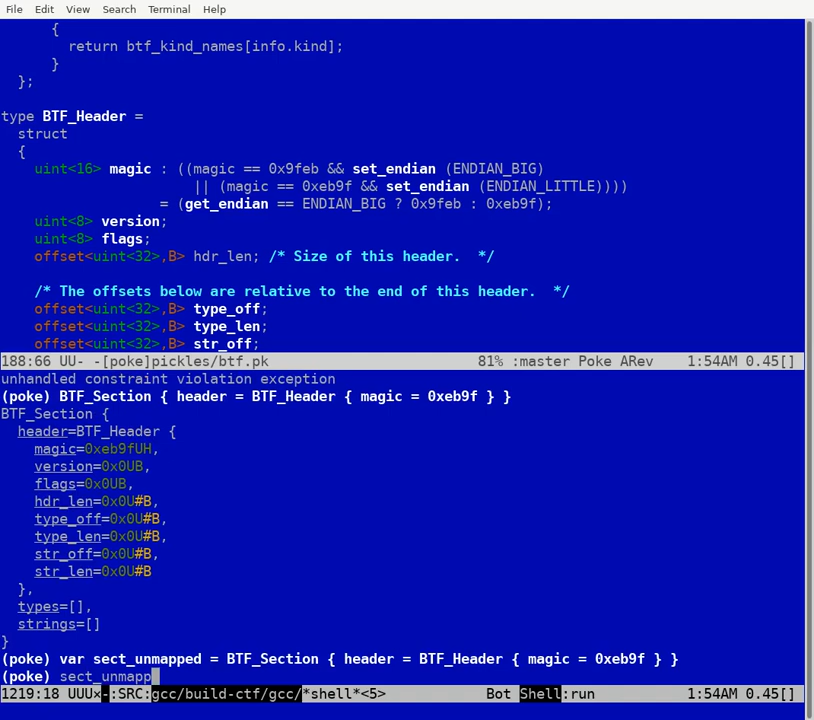 File Edit View Search Terminal Help
{
return btf_kind_names[info.kind];
}
};
type BTF_Header =
struct
{
uint<16> magic : ((magic == 0x9feb && set_endian (ENDIAN_BIG)
|| (magic == 0xeb9f && set_endian (ENDIAN_LITTLE))))
= (get_endian == ENDIAN_BIG ? 0x9feb : 0xeb9f);
uint<8> version;
uint<8> flags;
offset<uint<32>,B> hdr_len; /* Size of this header.  */
/* The offsets below are relative to the end of this header.  */
offset<uint<32>,B> type_off;
offset<uint<32>,B> type_len;
offset<uint<32>,B> str_off;
188:66 UU- -[poke]pickles/btf.pk 81% :master Poke ARev 1:54AM 0.45[]
unhandled constraint violation exception
(poke) BTF_Section { header = BTF_Header { magic = 0xeb9f } }
BTF_Section {
header=BTF_Header {
magic=0xeb9fUH,
version=0x0UB,
flags=0x0UB,
hdr_len=0x0U#B,
type_off=0x0U#B,
type_len=0x0U#B,
str_off=0x0U#B,
str_len=0x0U#B
},
types=[],
strings=[]
}
(poke) var sect_unmapped = BTF_Section { header = BTF_Header { magic = 0xeb9f } }
(poke) sect_unmapp
1219:18 UUU×-:SRC:gcc/build-ctf/gcc/*shell*<5> Bot Shell:run 1:54AM 0.45[]